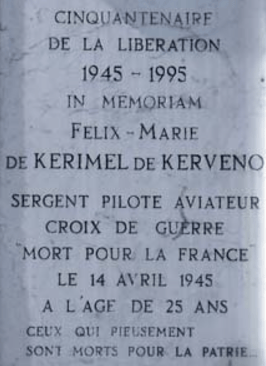 CINQUANTENAIRE
DE LA LIBERATION
1945 - 1995
IN MEMORIAM
FELIX - MARIE
DE KERIMEL DE KERVENO
SERGENT PILOTE AVIATEUR
CROIX DE GUERRE
"MORT POUR LA FRANCE"
LE 14 AVRIL 1945
A L'AGE DE 25 ANS
CEUX QUI PIEUSEMENT
SONT MORTS POUR LA PATRIE...